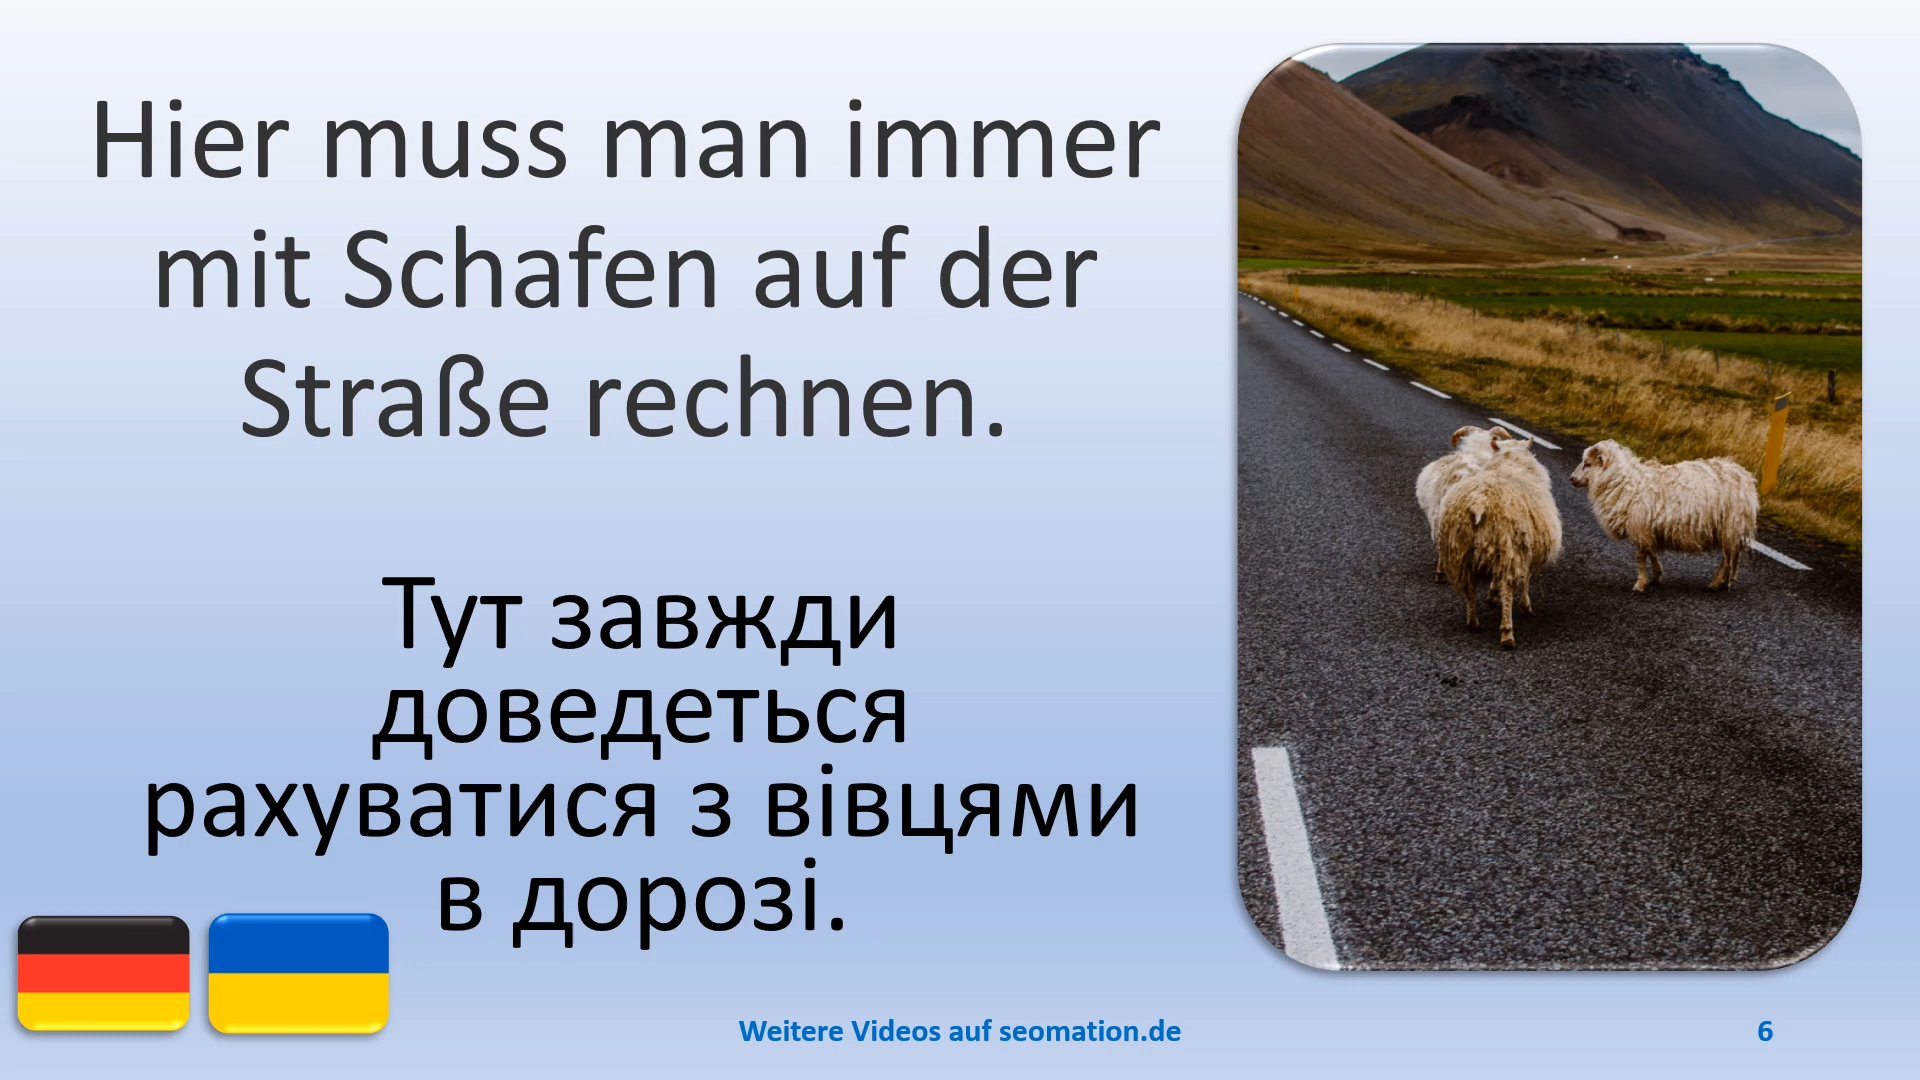 Hier muss man immer
mit Schafen auf der
Straße rechnen.
Тут завжди
доведеться
рахуватися з вівцями
в дорозі.
Weitere Videos auf seomation.de
6